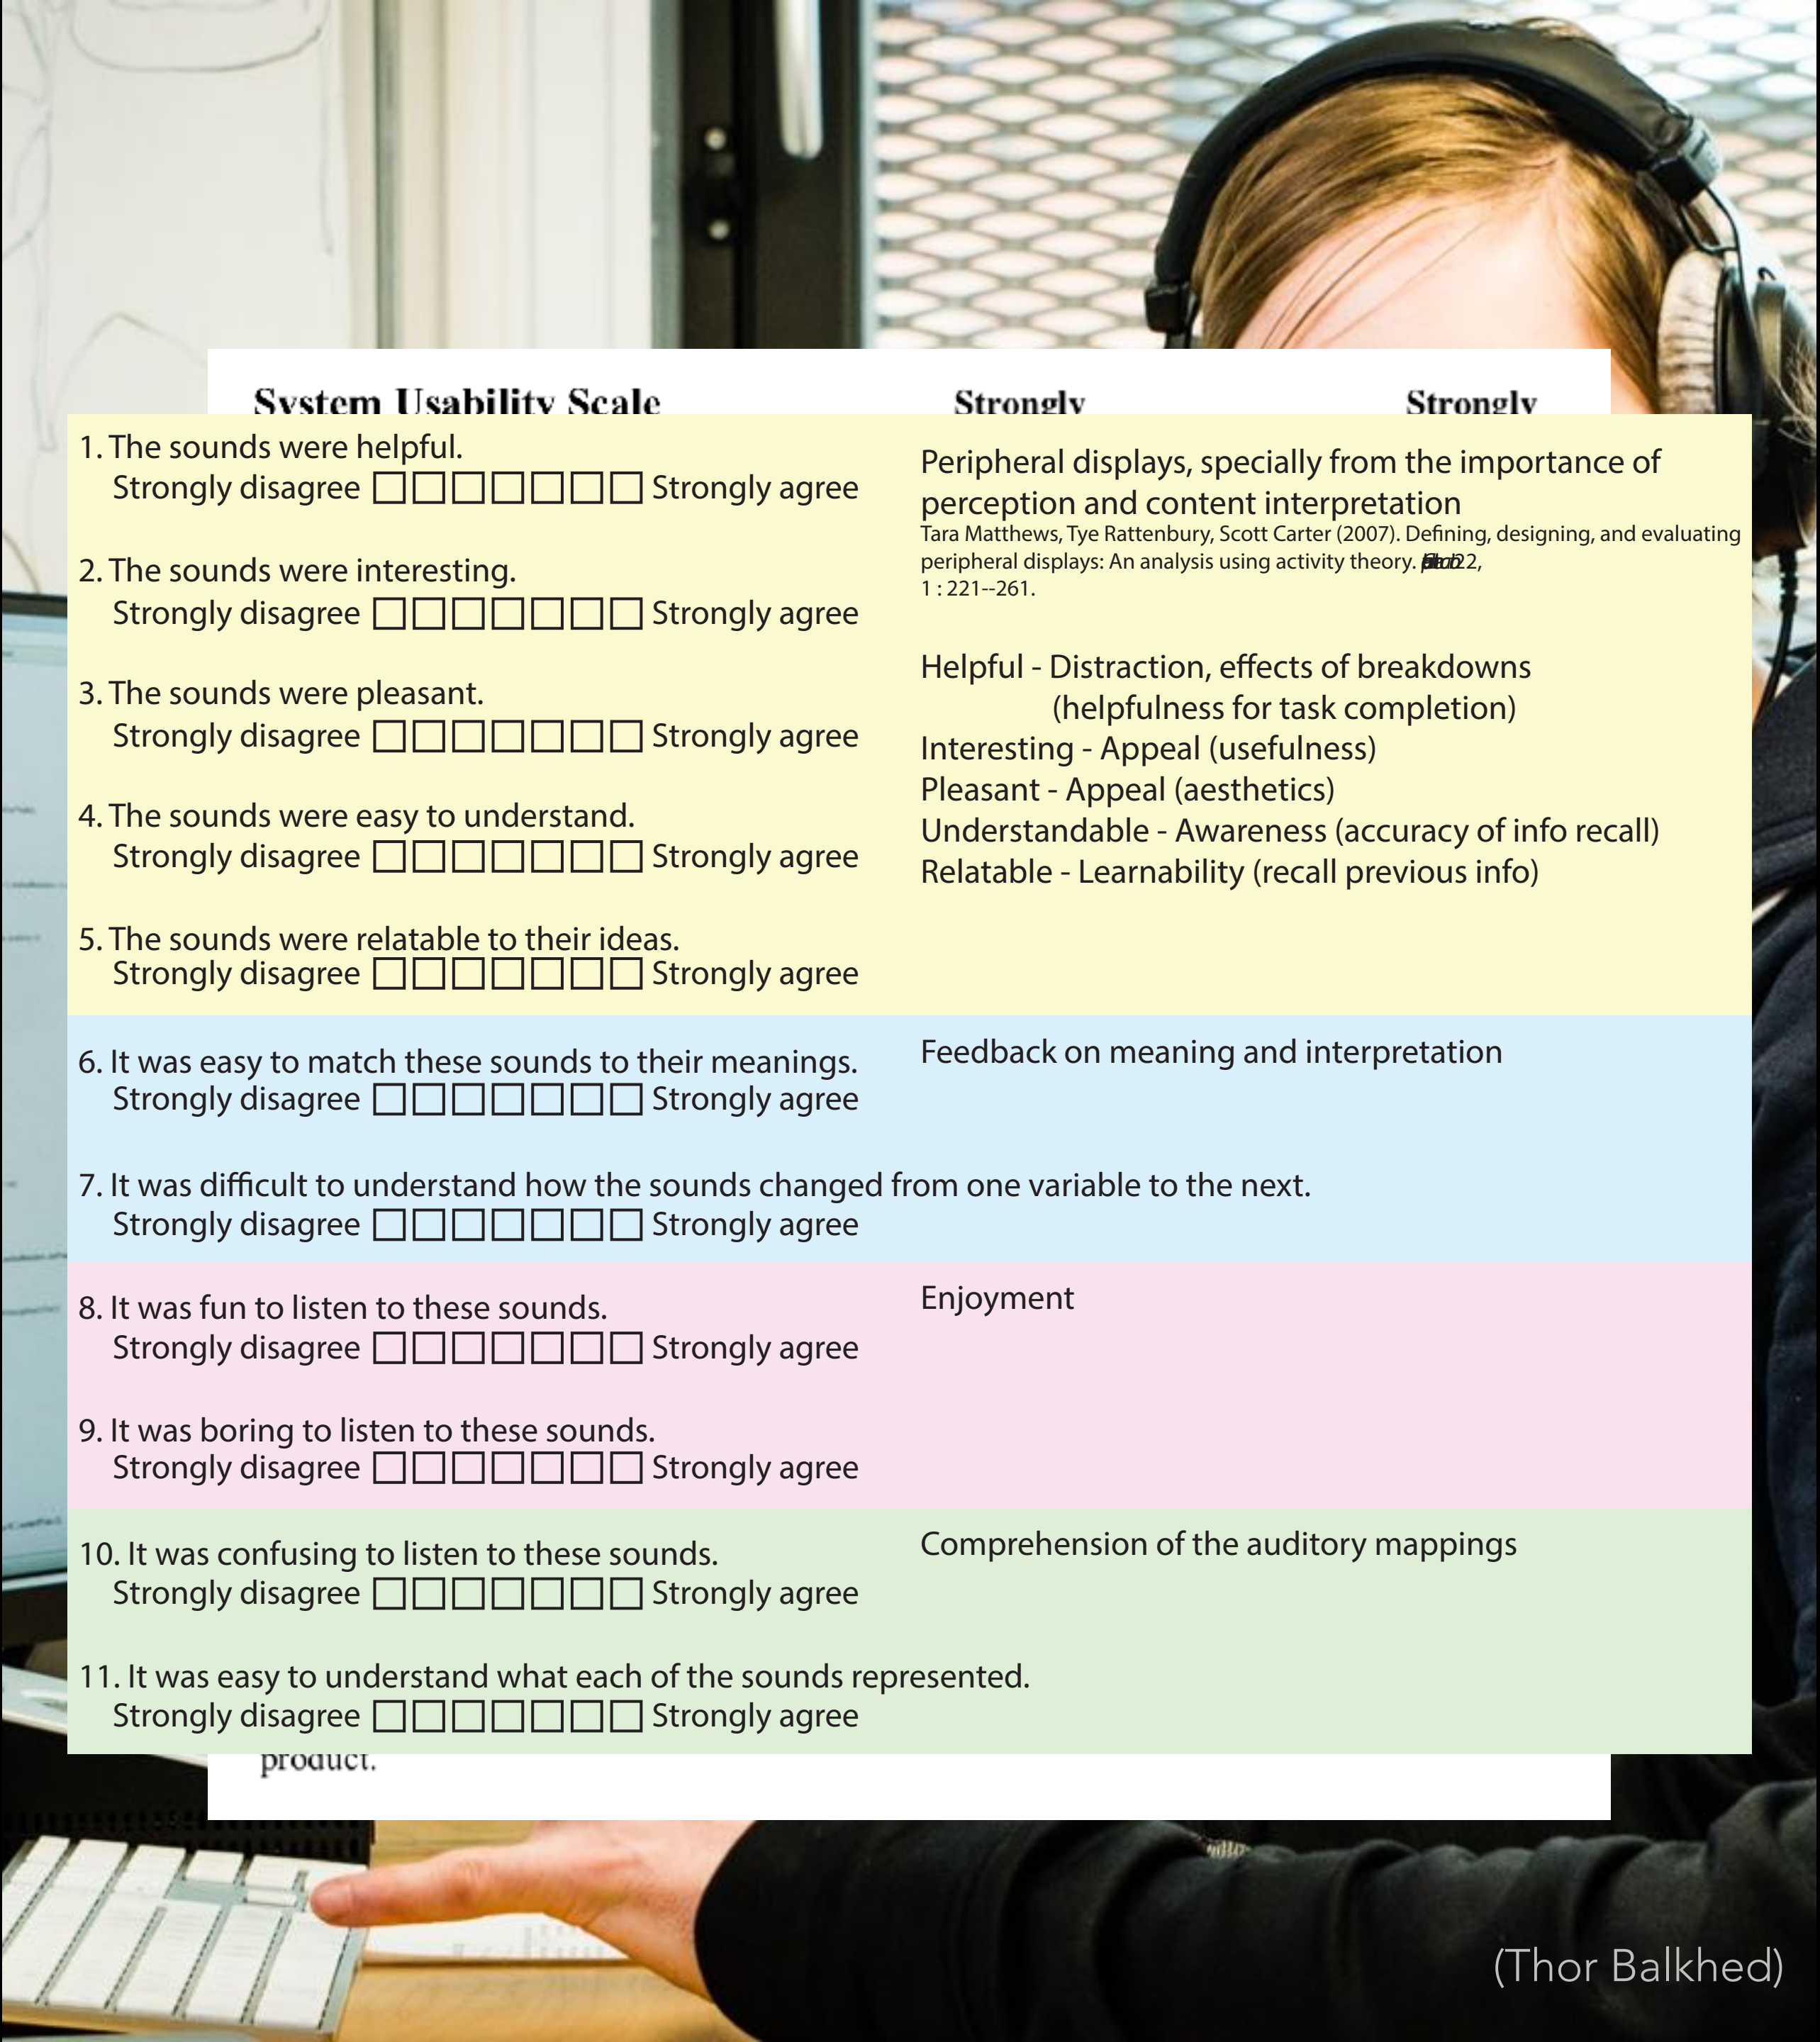 System Usability Scale Strongly Strongly
1. The sounds were helpful.
Strongly disagree Strongly agree
2. The sounds were interesting.
Strongly disagree Strongly agree
3. The sounds were pleasant.
Strongly disagree Strongly agree
4. The sounds were easy to understand.
Strongly disagree Strongly agree
5. The sounds were relatable to their ideas.
Strongly disagree Strongly agree
Peripheral displays, specially from the importance of
perception and content interpretation
Tara Matthews, Tye Rattenbury, Scott Carter (2007). Defining, designing, and evaluating
peripheral displays: An analysis using activity theory. 22,
1 : 221--261.
Helpful - Distraction, effects of breakdowns
(helpfulness for task completion)
Interesting - Appeal (usefulness)
Pleasant - Appeal (aesthetics)
Understandable - Awareness (accuracy of info recall)
Relatable - Learnability (recall previous info)
6. It was easy to match these sounds to their meanings.
Strongly disagree Strongly agree
Feedback on meaning and interpretation
7. It was difficult to understand how the sounds changed from one variable to the next.
Strongly disagree Strongly agree
8. It was fun to listen to these sounds.
Strongly disagree Strongly agree
Enjoyment
9. It was boring to listen to these sounds.
Strongly disagree Strongly agree
10. It was confusing to listen to these sounds.
Strongly disagree Strongly agree
Comprehension of the auditory mappings
11. It was easy to understand what each of the sounds represented.
Strongly disagree Strongly agree
product.
(Thor Balkhed)